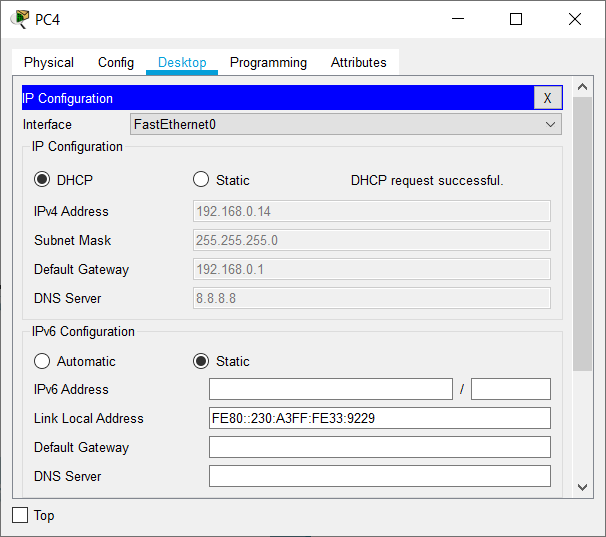 PC4
Physical Config Desktop Programming Attributes
IP Configuration X
Interface FastEthernet0
IP Configuration
DHCP Static DHCP request successful.
IPv4 Address 192.168.0.14
Subnet Mask 255.255.255.0
Default Gateway 192.168.0.1
DNS Server 8.8.8.8
IPv6 Configuration
Automatic Static
IPv6 Address /
Link Local Address FE80::230:A3FF:FE33:9229
Default Gateway
DNS Server
Top